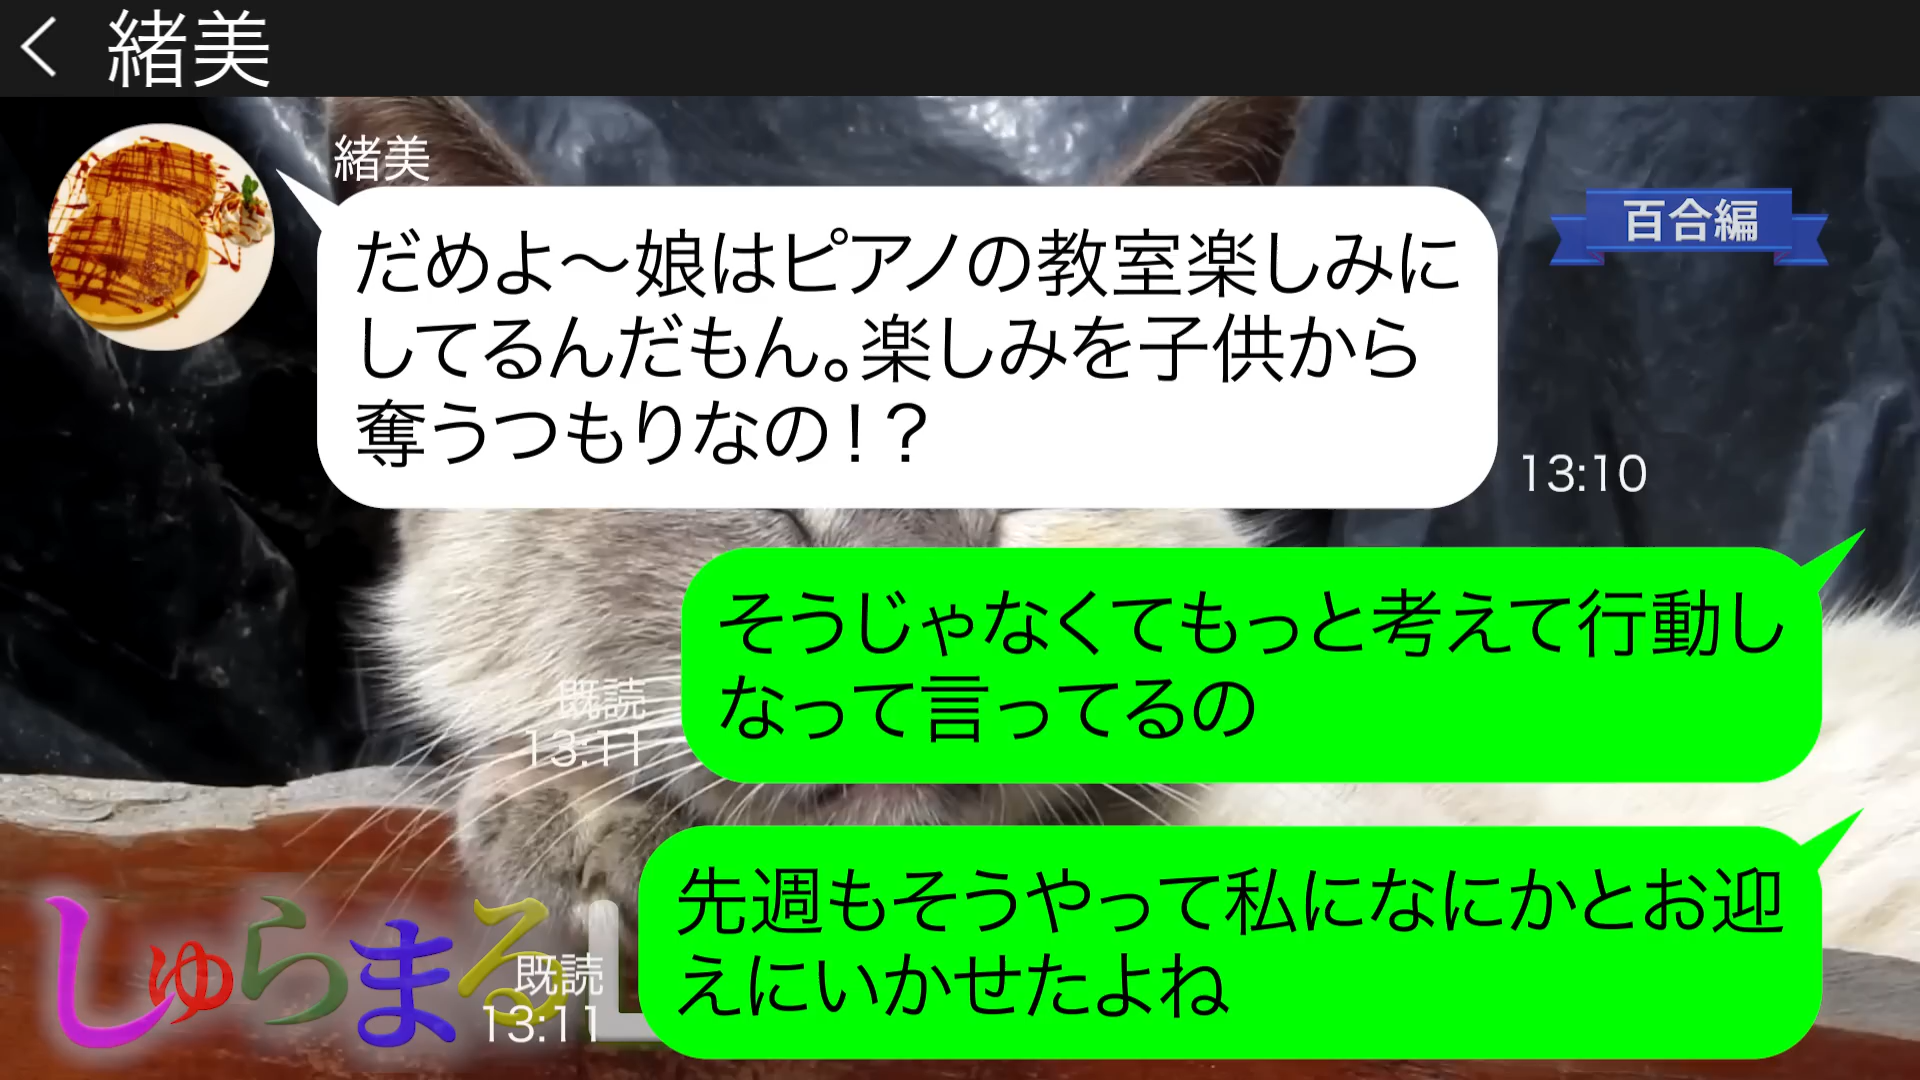 緒美
緒美
百合編
だめよ～娘はピアノの教室楽しみに
してるんだもん。楽しみを子供から
奪うつもりなの！？
13:10
そうじゃなくてもっと考えて行動し
なって言ってるの
既読
13:11
先週もそうやって私になにかとお迎
えにいかせたよね
既読
13:11
しゅらまるL